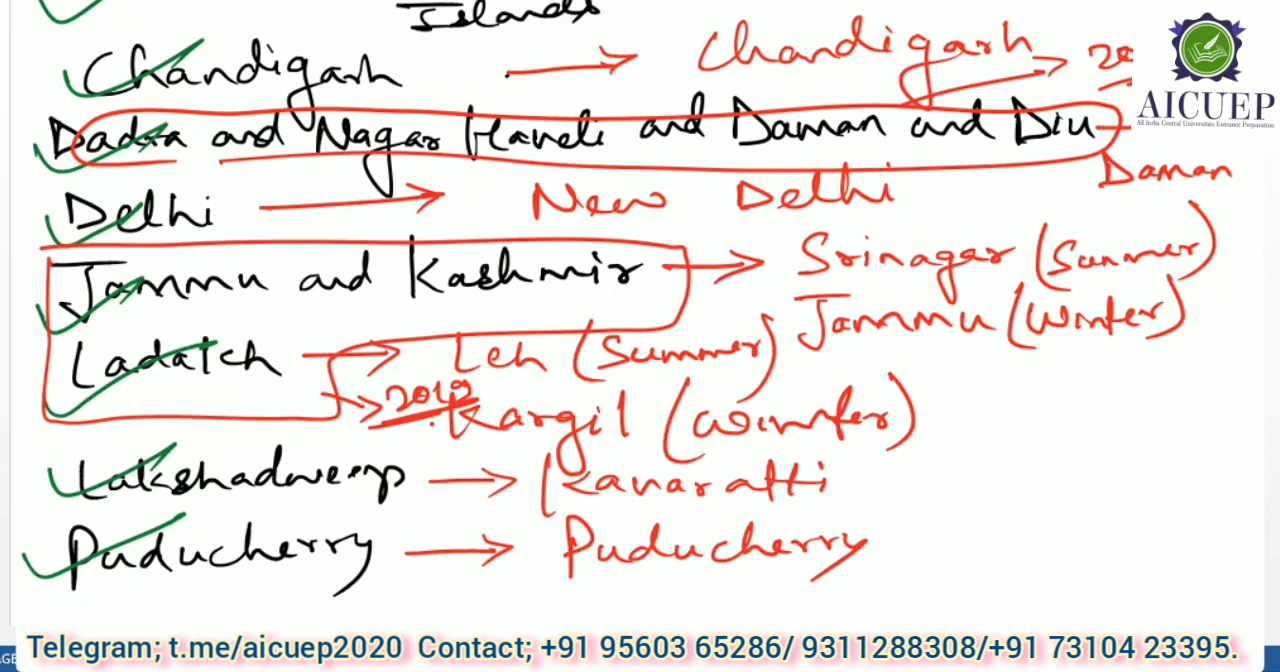 Islands
Chandigarh → Chandigarh → 20
Dadra and Nagar Haveli and Daman and Diu
Daman
Delhi → New Delhi
Jammu and Kashmir → Srinagar (Summer)
Jammu (Winter)
Ladakh → Leh (Summer)
→ 2019 Kargil (Winter)
Lakshadweep → Kavaratti
Puducherry → Puducherry
AICUEP
All India Central Universities Entrance Preparation
Telegram; t.me/aicuep2020 Contact; +91 95603 65286/ 9311288308/+91 73104 23395.